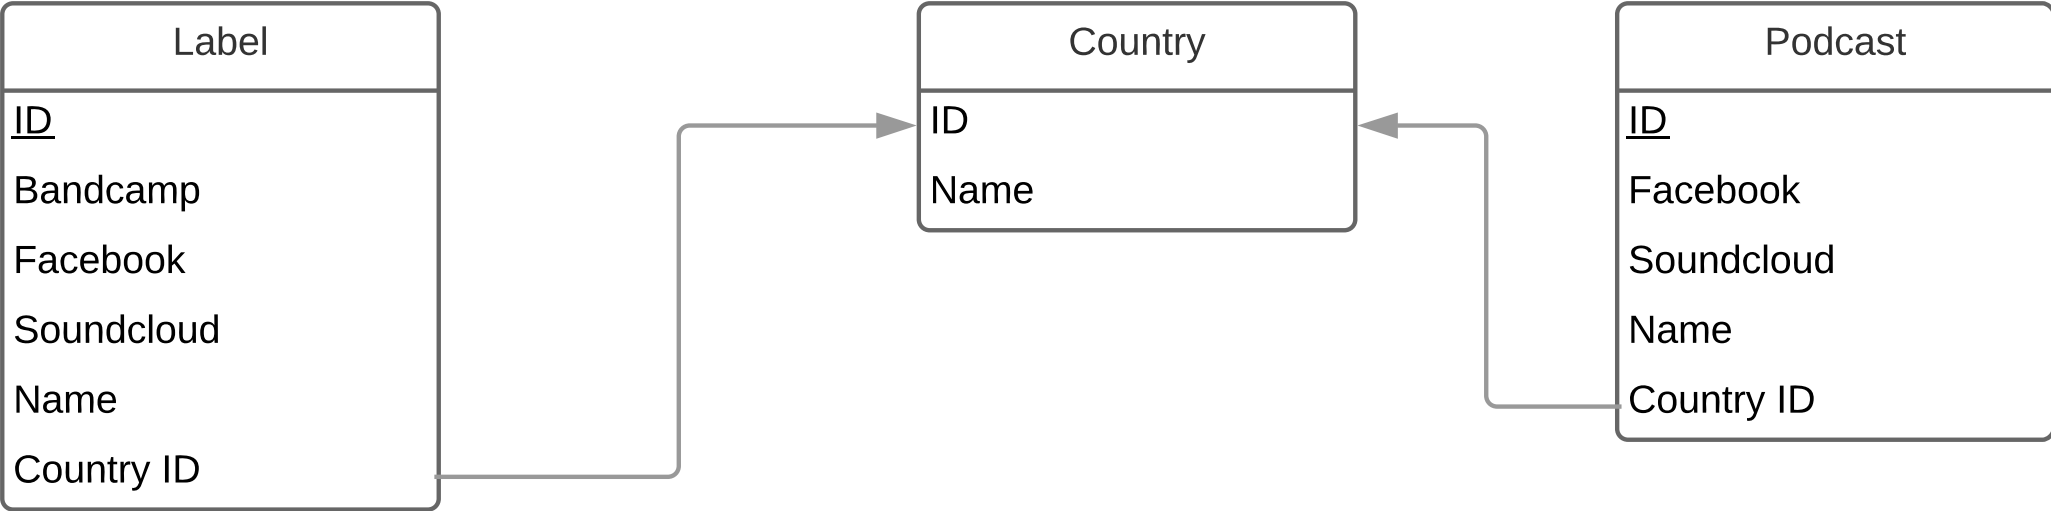 Label
ID
Bandcamp
Facebook
Soundcloud
Name
Country ID
Country
ID
Name
Podcast
ID
Facebook
Soundcloud
Name
Country ID